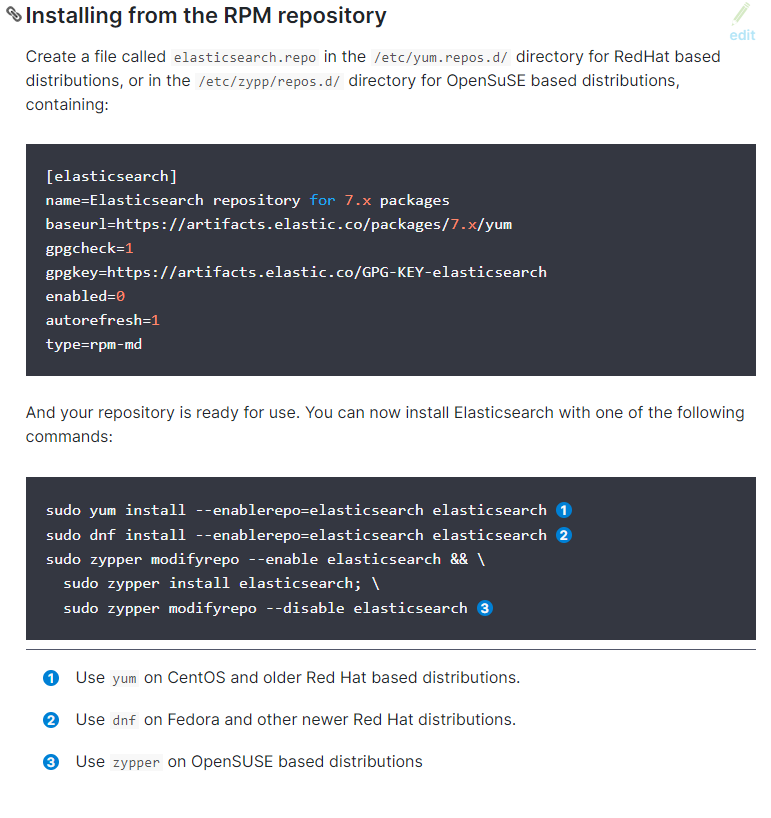 Installing from the RPM repository
edit
Create a file called elasticsearch.repo in the /etc/yum.repos.d/ directory for RedHat based
distributions, or in the /etc/zypp/repos.d/ directory for OpenSuSE based distributions,
containing:
[elasticsearch]
name=Elasticsearch repository for 7.x packages
baseurl=https://artifacts.elastic.co/packages/7.x/yum
gpgcheck=1
gpgkey=https://artifacts.elastic.co/GPG-KEY-elasticsearch
enabled=0
autorefresh=1
type=rpm-md
And your repository is ready for use. You can now install Elasticsearch with one of the following
commands:
sudo yum install --enablerepo=elasticsearch elasticsearch 1
sudo dnf install --enablerepo=elasticsearch elasticsearch 2
sudo zypper modifyrepo --enable elasticsearch && \
  sudo zypper install elasticsearch; \
  sudo zypper modifyrepo --disable elasticsearch 3
1 Use yum on CentOS and older Red Hat based distributions.
2 Use dnf on Fedora and other newer Red Hat distributions.
3 Use zypper on OpenSUSE based distributions